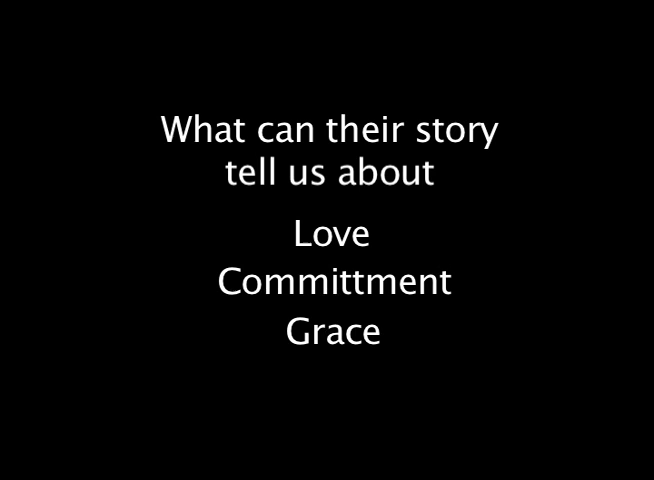 What can their story
tell us about
Love
Committment
Grace